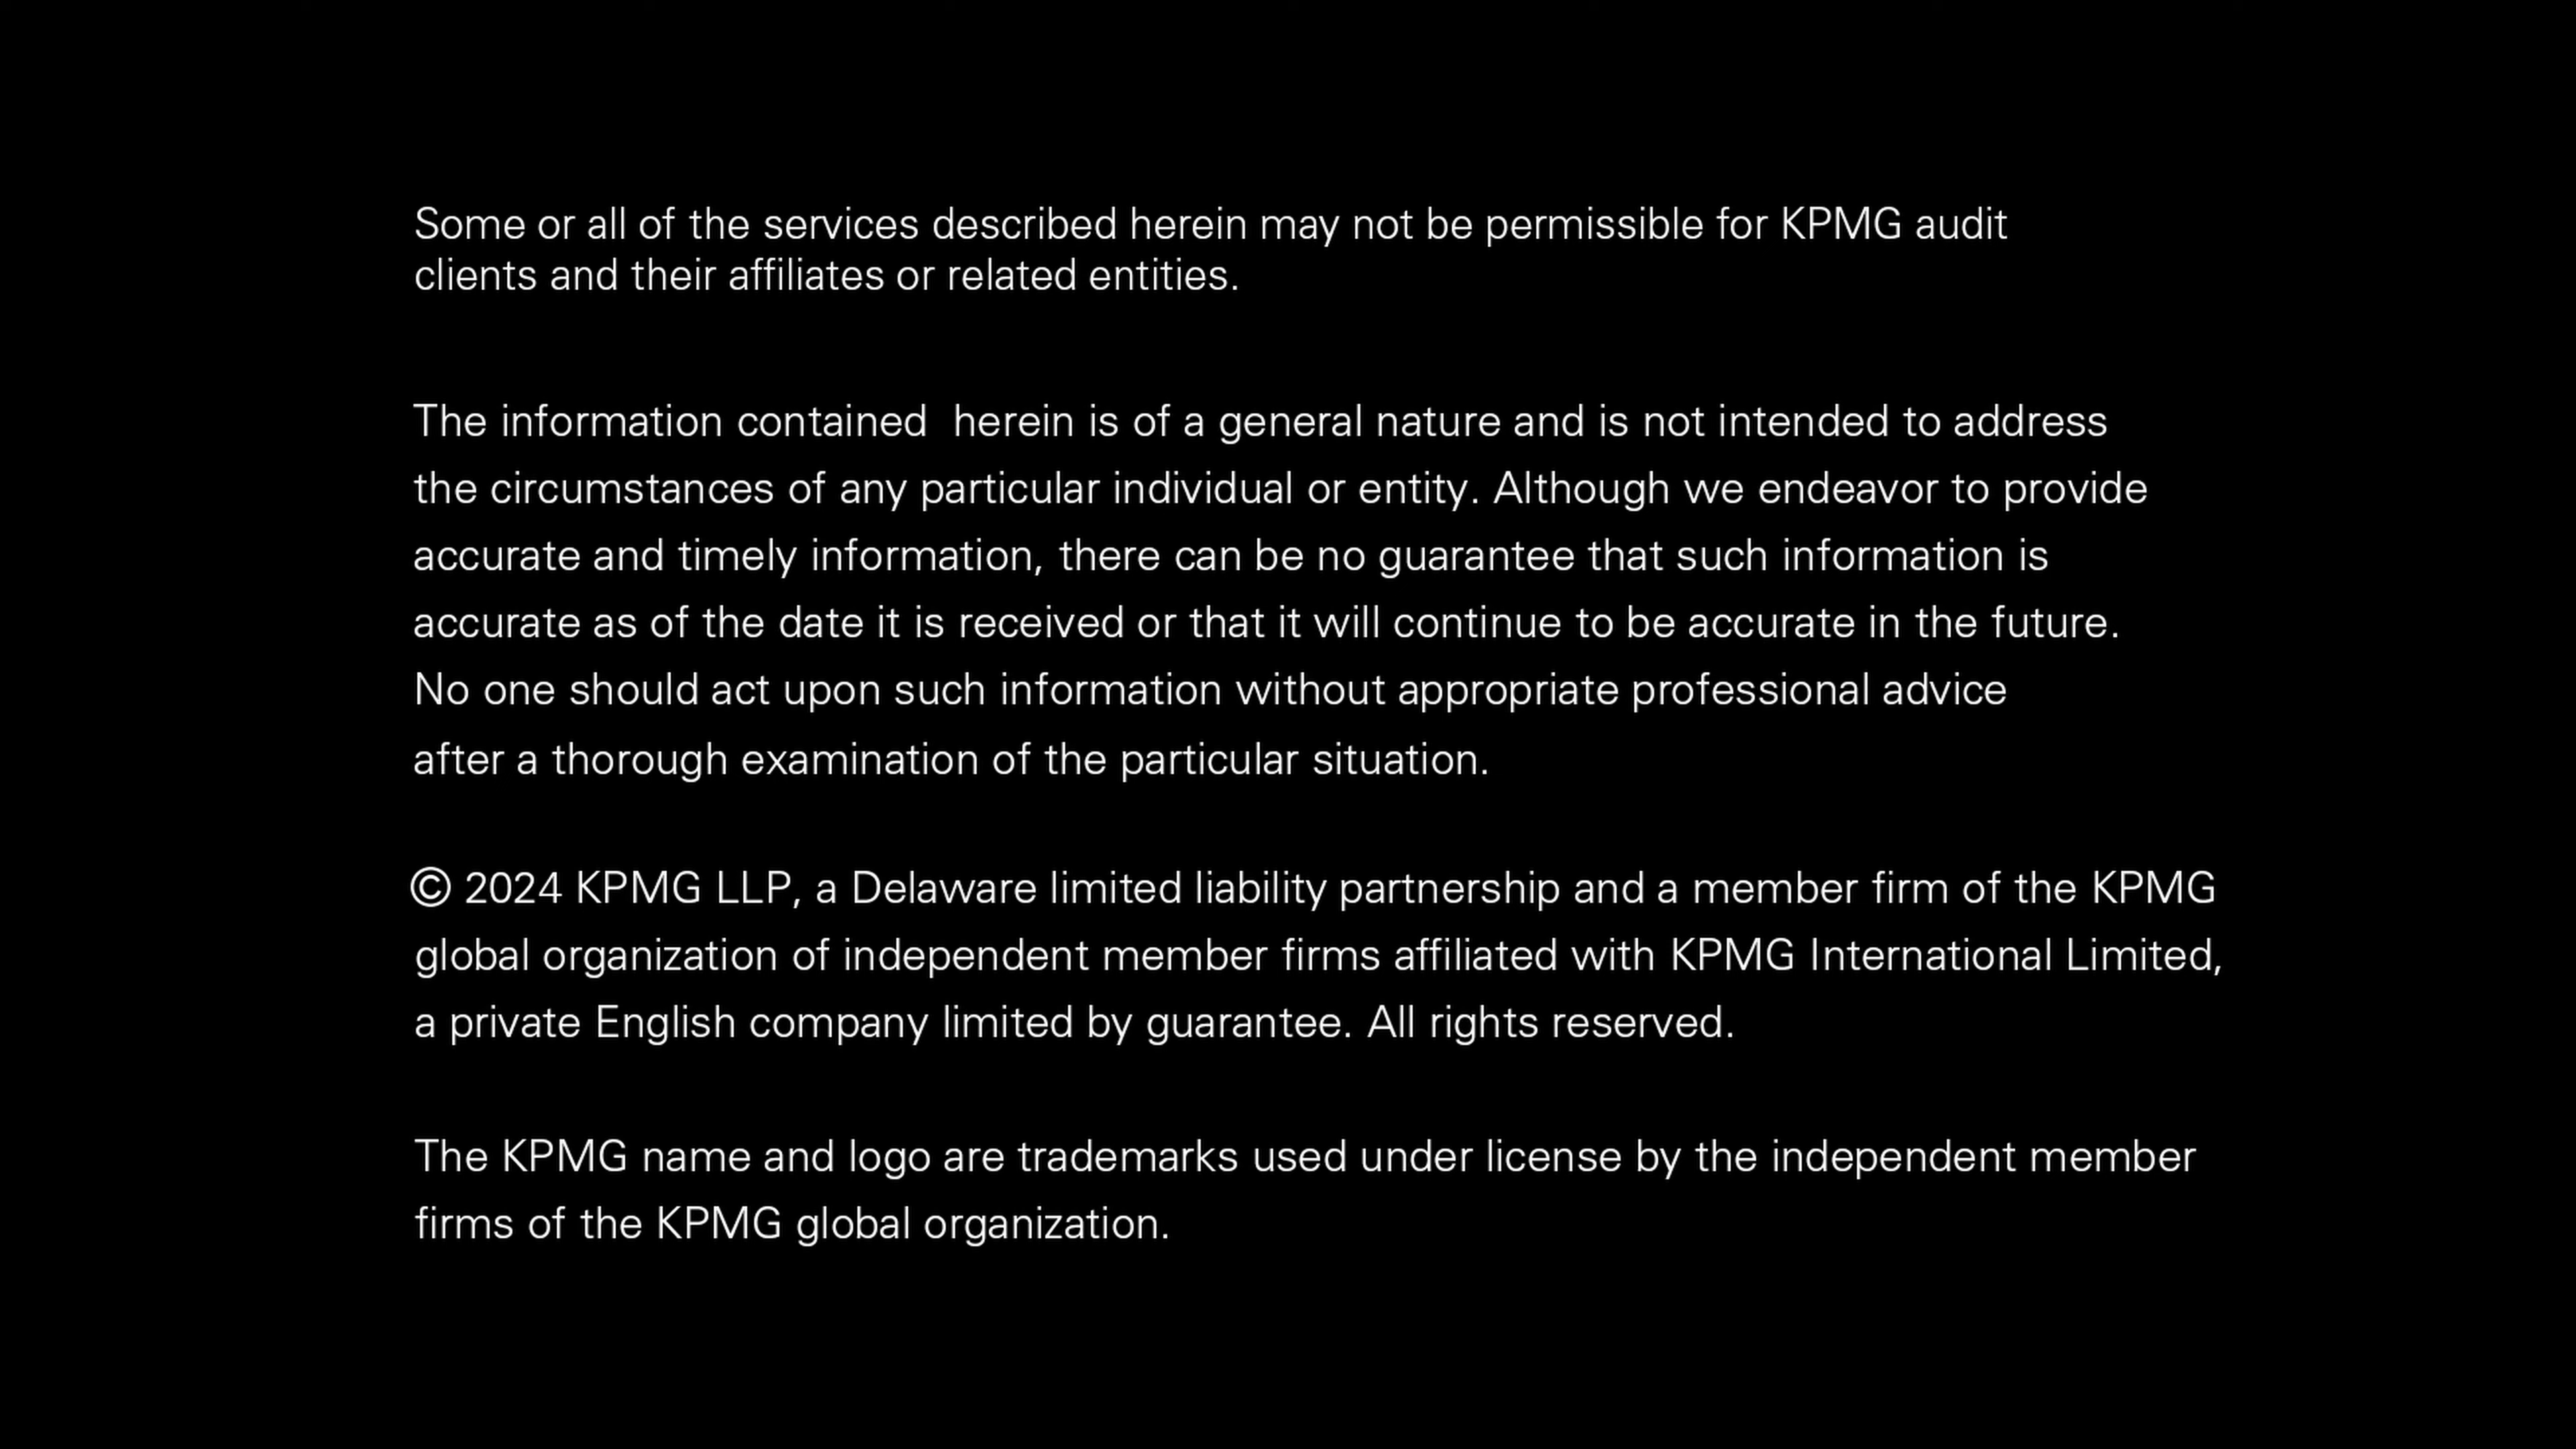 Some or all of the services described herein may not be permissible for KPMG audit
clients and their affiliates or related entities.
The information contained  herein is of a general nature and is not intended to address
the circumstances of any particular individual or entity. Although we endeavor to provide
accurate and timely information, there can be no guarantee that such information is
accurate as of the date it is received or that it will continue to be accurate in the future.
No one should act upon such information without appropriate professional advice
after a thorough examination of the particular situation.
© 2024 KPMG LLP, a Delaware limited liability partnership and a member firm of the KPMG
global organization of independent member firms affiliated with KPMG International Limited,
a private English company limited by guarantee. All rights reserved.
The KPMG name and logo are trademarks used under license by the independent member
firms of the KPMG global organization.